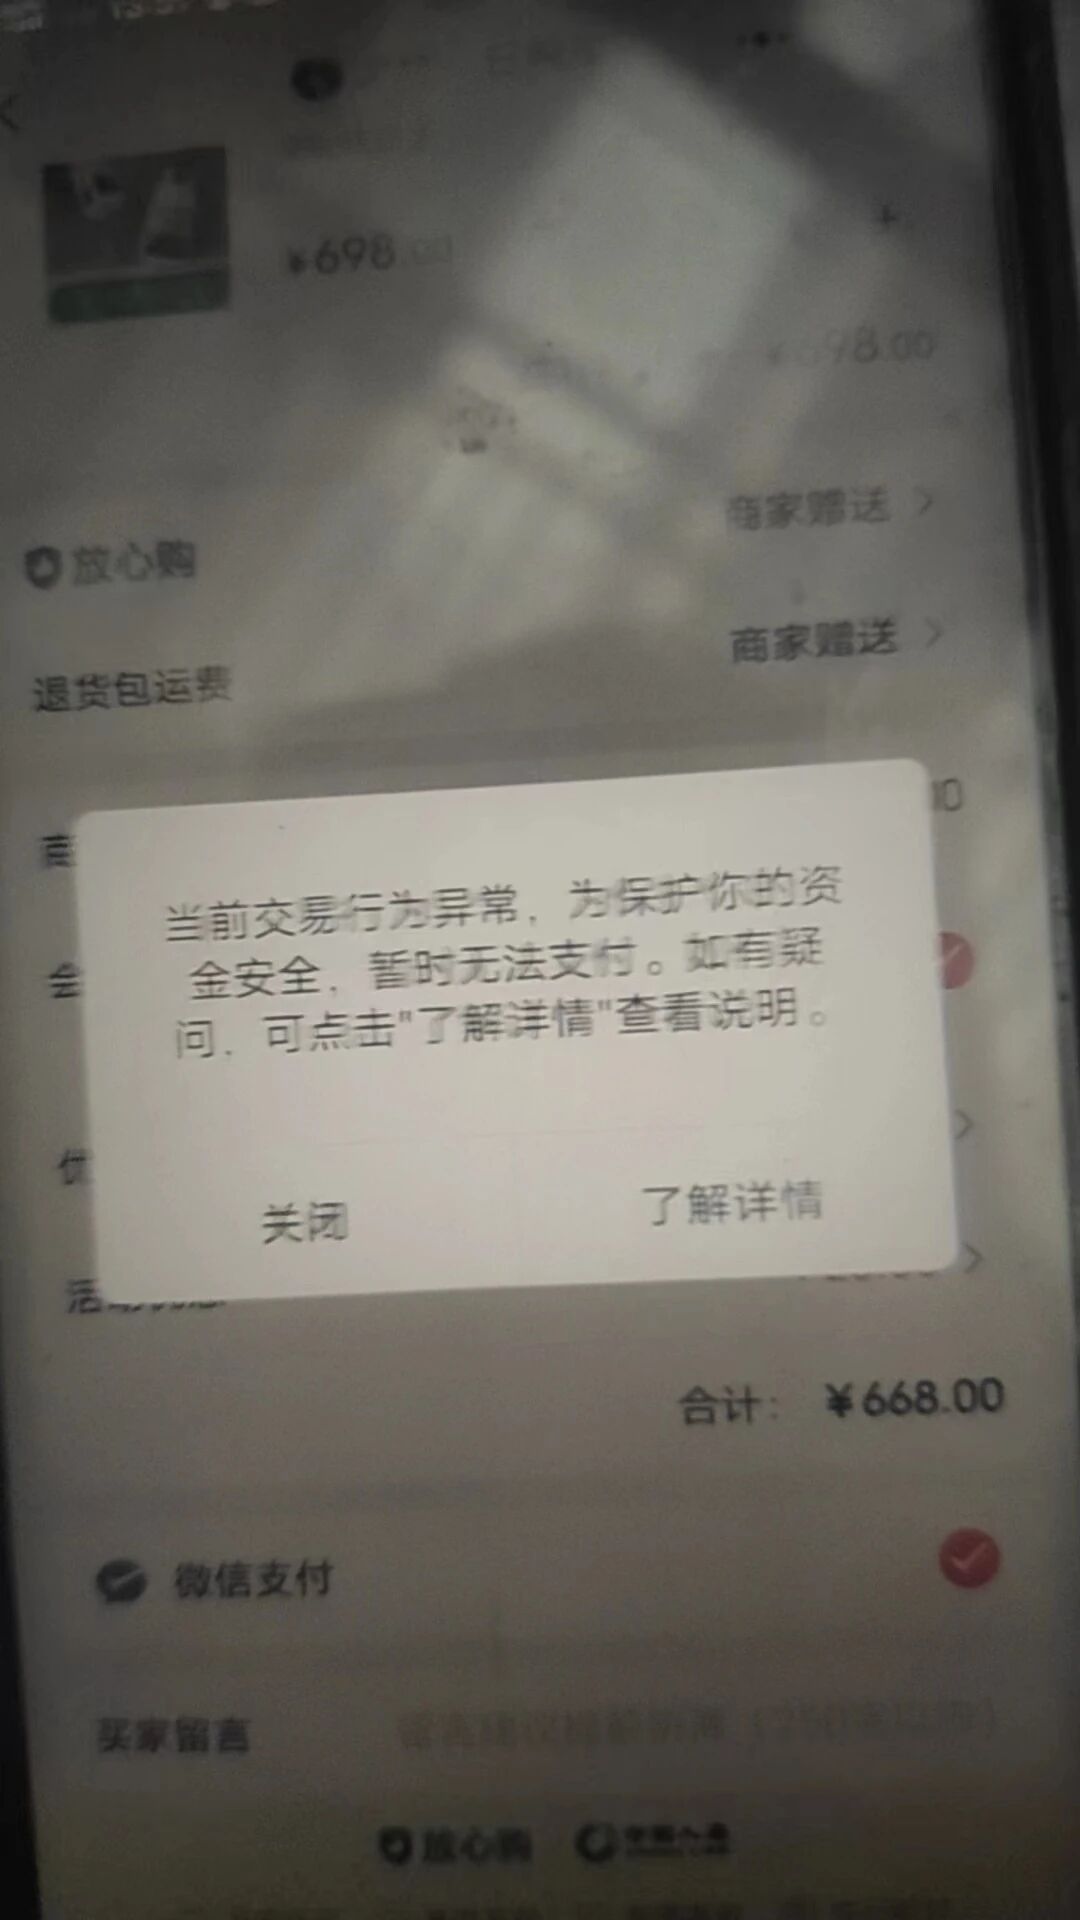 ¥698.00
¥698.00
商家赠送
放心购
商家赠送
退货包运费
当前交易行为异常，为保护你的资
金安全，暂时无法支付。如有疑
问，可点击"了解详情"查看说明。
关闭
了解详情
合计：
¥668.00
微信支付
买家留言
放心购